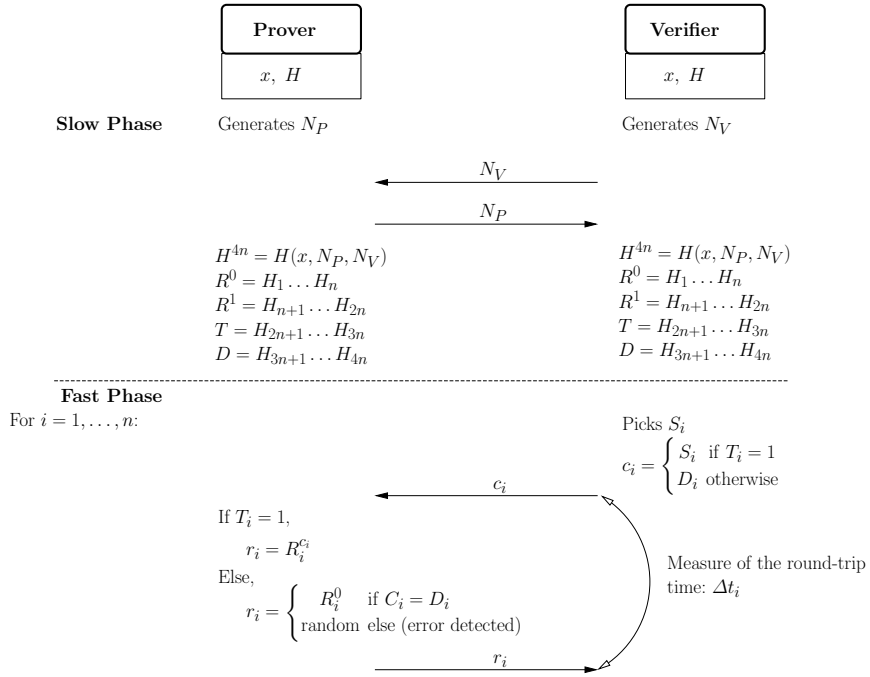 Prover
Verifier
x, H
x, H
Slow Phase
Generates N_P
Generates N_V
N_V
N_P
H^{4n} = H(x, N_P, N_V)
R^0 = H_1 … H_n
R^1 = H_{n+1} … H_{2n}
T = H_{2n+1} … H_{3n}
D = H_{3n+1} … H_{4n}
H^{4n} = H(x, N_P, N_V)
R^0 = H_1 … H_n
R^1 = H_{n+1} … H_{2n}
T = H_{2n+1} … H_{3n}
D = H_{3n+1} … H_{4n}
Fast Phase
For i = 1, . . . , n:
Picks S_i
c_i = { S_i if T_i = 1
D_i otherwise
c_i
If T_i = 1,
r_i = R_i^{c_i}
Else,
r_i = { R_i^0 if C_i = D_i
random else (error detected)
Measure of the round-trip
time: Δt_i
r_i